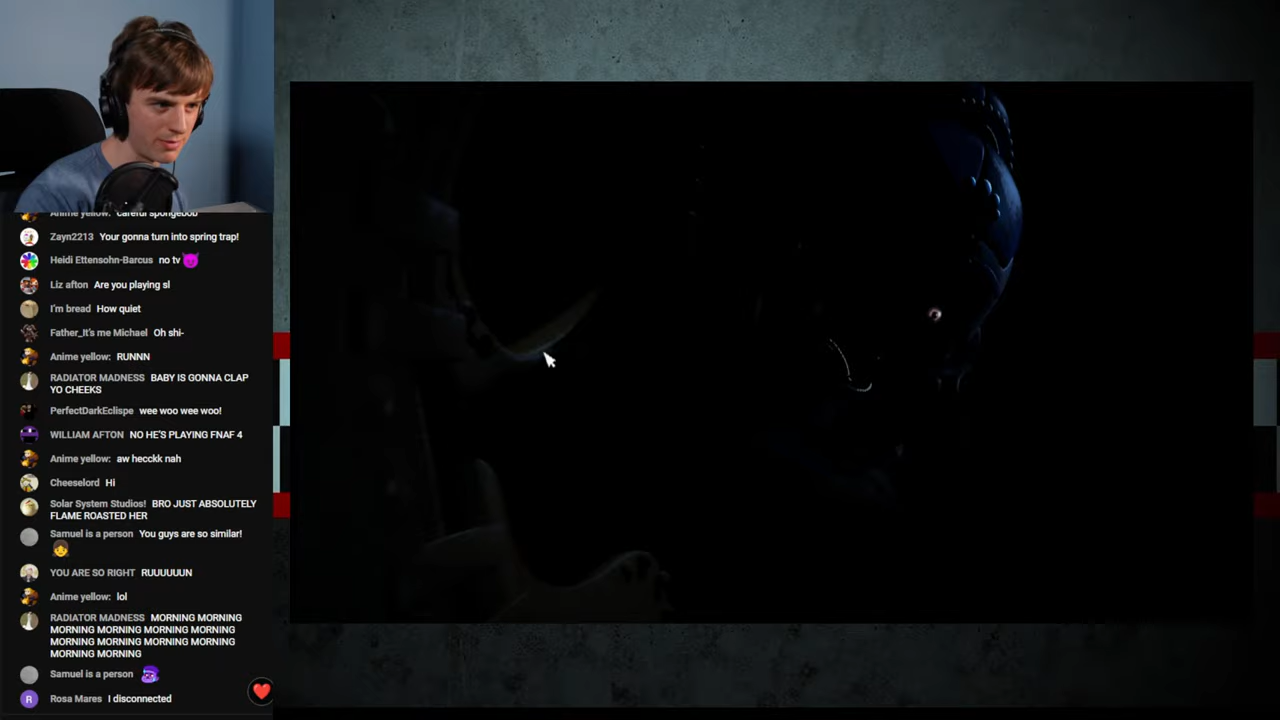 Anime yellow: careful spongebob
Zayn2213 Your gonna turn into spring trap!
Heidi Ettensohn-Barcus no tv 😈
Liz afton Are you playing sl
I'm bread How quiet
Father_It's me Michael Oh shi-
Anime yellow: RUNNN
RADIATOR MADNESS BABY IS GONNA CLAP
YO CHEEKS
PerfectDarkEclispe wee woo wee woo!
WILLIAM AFTON NO HE'S PLAYING FNAF 4
Anime yellow: aw hecckk nah
Cheeselord Hi
Solar System Studios! BRO JUST ABSOLUTELY
FLAME ROASTED HER
Samuel is a person You guys are so similar!
👧
YOU ARE SO RIGHT RUUUUUUN
Anime yellow: lol
RADIATOR MADNESS MORNING MORNING
MORNING MORNING MORNING MORNING
MORNING MORNING MORNING MORNING
MORNING MORNING
Samuel is a person
R Rosa Mares I disconnected